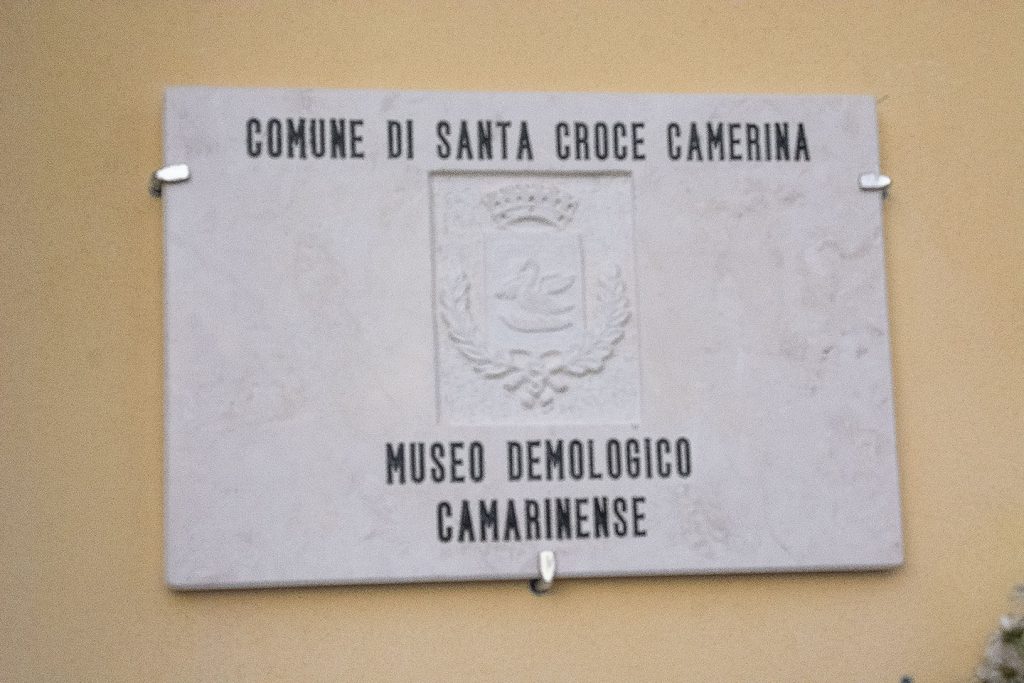 COMUNE DI SANTA CROCE CAMERINA
MUSEO DEMOLOGICO
CAMARINENSE